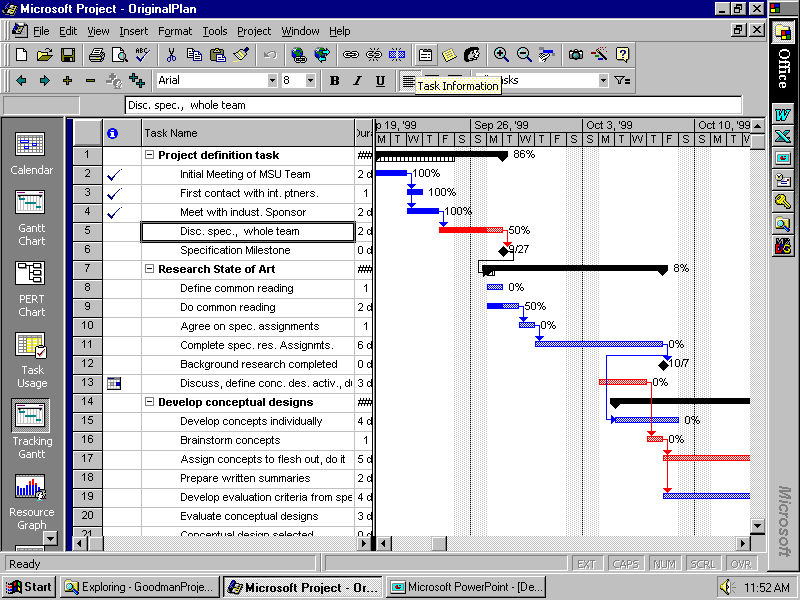 Microsoft Project - OriginalPlan
File Edit View Insert Format Tools Project Window Help
Arial 8 B I U
Task Information
Disc. spec., whole team
Office
Microsoft
Calendar
Gantt
Chart
PERT
Chart
Task
Usage
Tracking
Gantt
Resource
Graph
Task Name
p 19, '99 Sep 26, '99 Oct 3, '99 Oct 10, '99
M T W T F S S M T W T F S S M T W T F S S M T W
1 Project definition task ### 86%
2 Initial Meeting of MSU Team 2 d 100%
3 First contact with int. ptners. 1 100%
4 Meet with indust. Sponsor 2 d 100%
5 Disc. spec., whole team 2 d 50%
6 Specification Milestone 0 d 9/27
7 Research State of Art ### 8%
8 Define common reading 1 0%
9 Do common reading 2 d 50%
10 Agree on spec. assignments 1 0%
11 Complete spec. res. Assignmts. 6 d 0%
12 Background research completed 0 d 10/7
13 Discuss, define conc. des. activ., d 3 d 0%
14 Develop conceptual designs ###
15 Develop concepts individually 4 d 0%
16 Brainstorm concepts 1 0%
17 Assign concepts to flesh out, do it 5 d
18 Prepare written summaries 2 d
19 Develop evaluation criteria from spe 4 d
20 Evaluate conceptual designs 3 d
21 Conceptual design selected 0 d
Ready EXT CAPS NUM SCRL OVR
Start Exploring - GoodmanProje... Microsoft Project - Or... Microsoft PowerPoint - [De... 11:52 AM